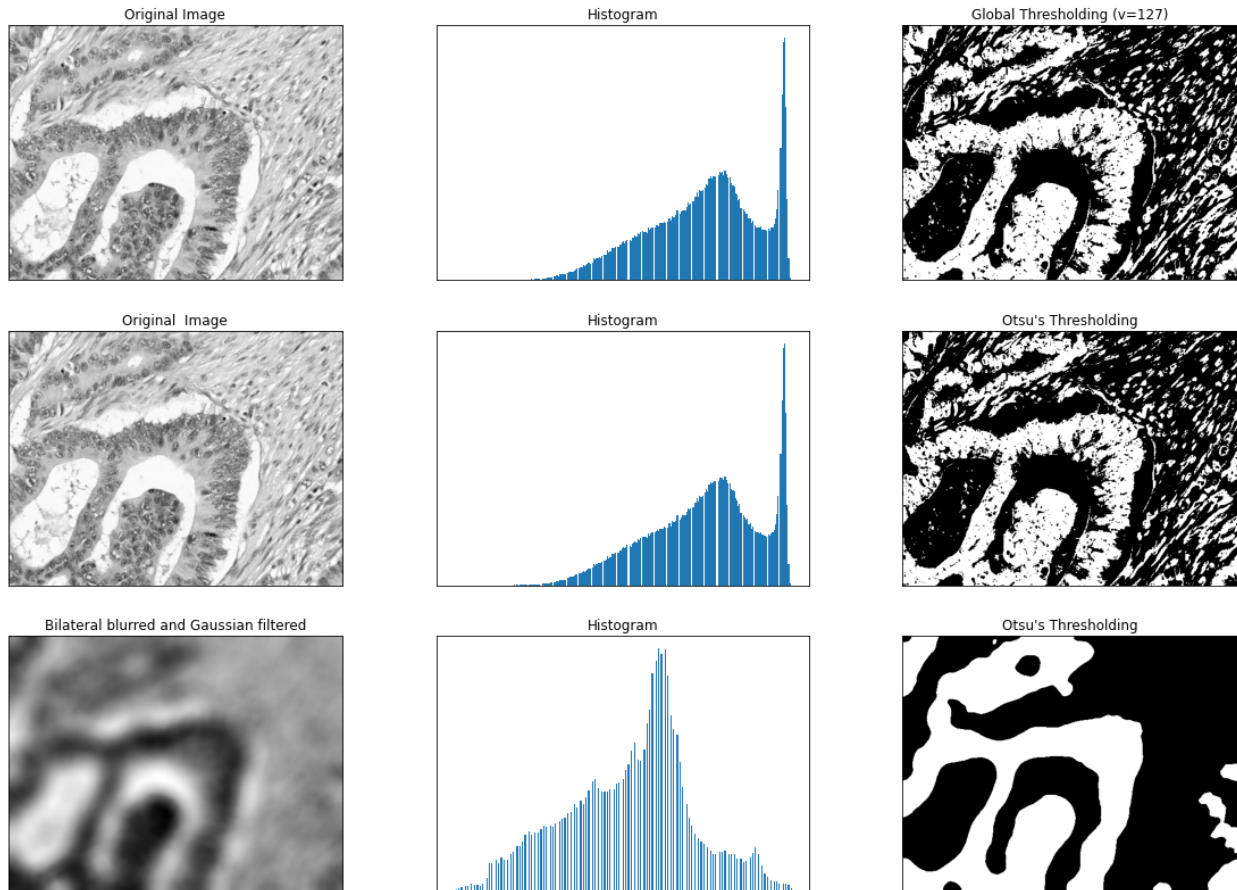 Original Image
Histogram
Global Thresholding (v=127)
Original  Image
Histogram
Otsu's Thresholding
Bilateral blurred and Gaussian filtered
Histogram
Otsu's Thresholding